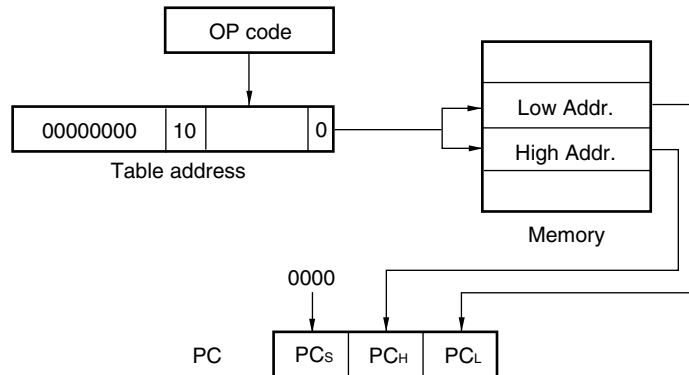 OP code
00000000 10 0
Table address
Low Addr.
High Addr.
Memory
0000
PC PCS PCH PCL